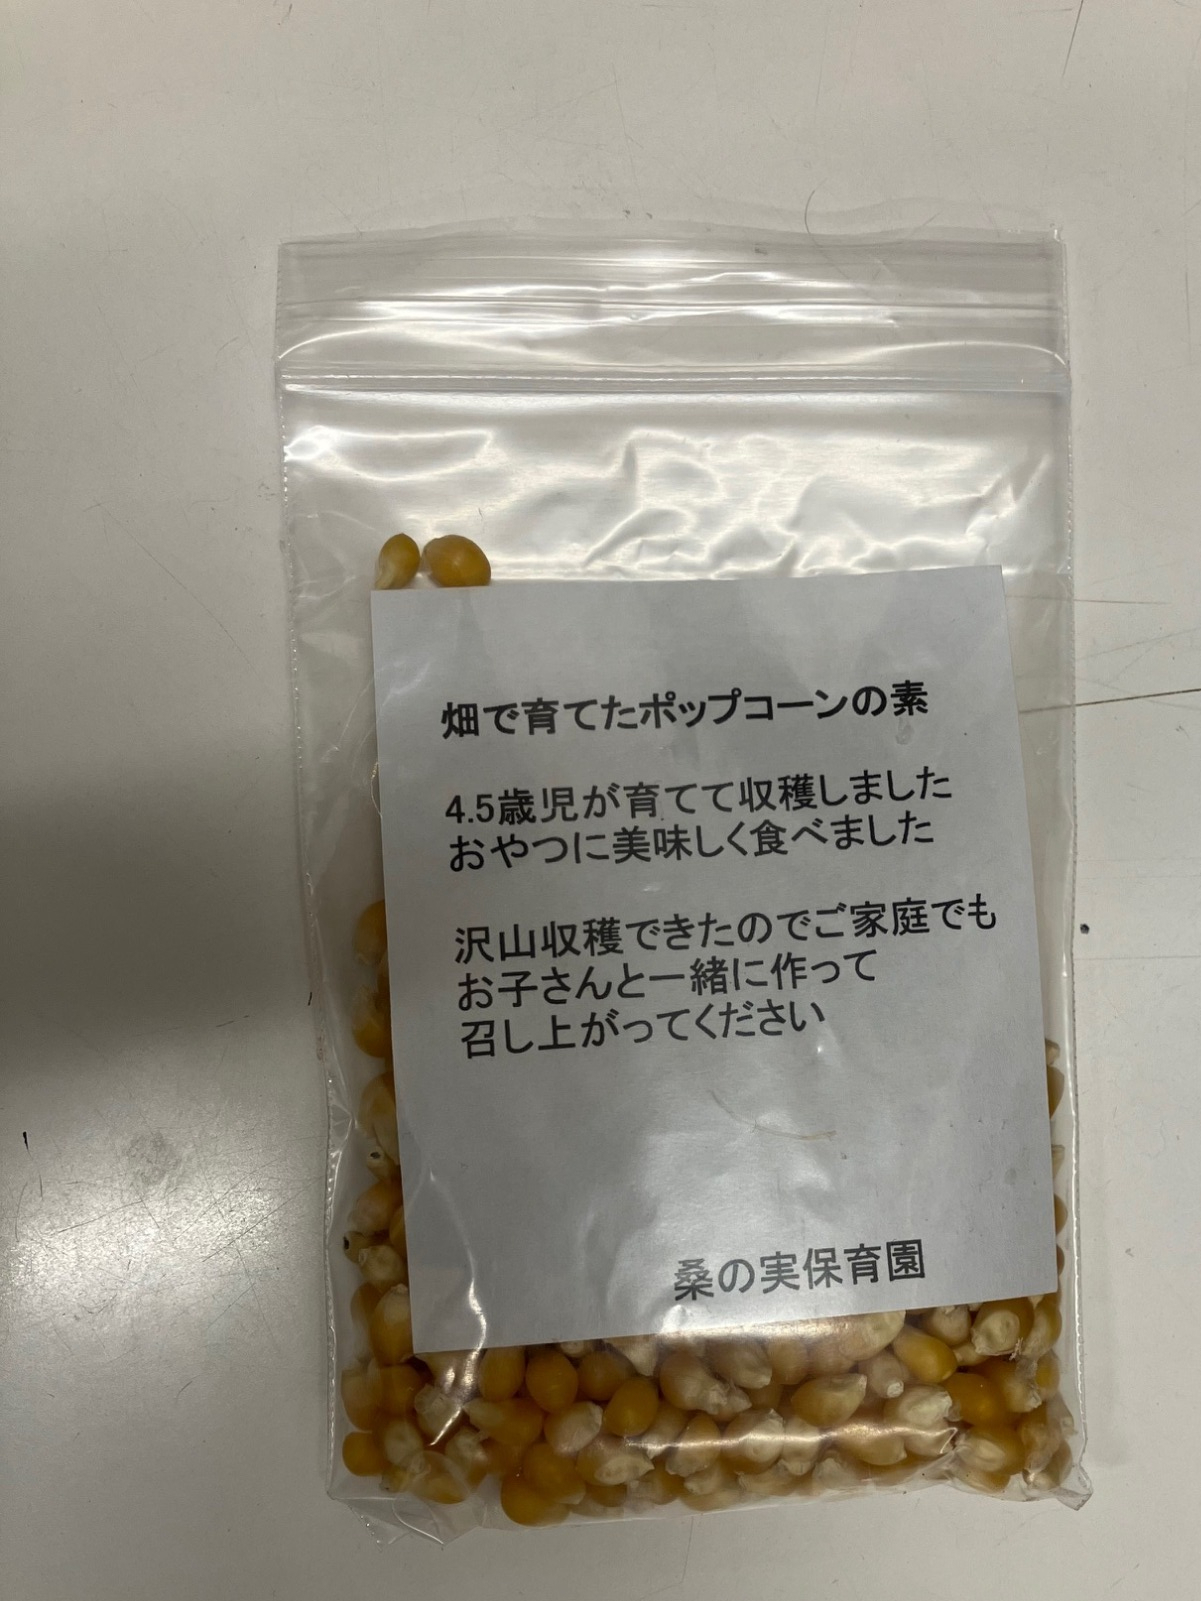 畑で育てたポップコーンの素
4.5歳児が育てて収穫しました
おやつに美味しく食べました
沢山収穫できたのでご家庭でも
お子さんと一緒に作って
召し上がってください
桑の実保育園